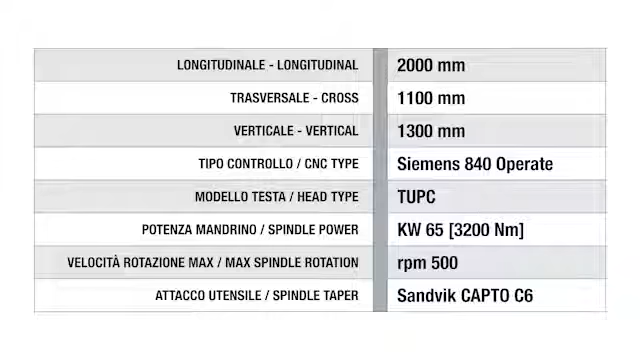 LONGITUDINALE - LONGITUDINAL 2000 mm
TRASVERSALE - CROSS 1100 mm
VERTICALE - VERTICAL 1300 mm
TIPO CONTROLLO / CNC TYPE Siemens 840 Operate
MODELLO TESTA / HEAD TYPE TUPC
POTENZA MANDRINO / SPINDLE POWER KW 65 [3200 Nm]
VELOCITÀ ROTAZIONE MAX / MAX SPINDLE ROTATION rpm 500
ATTACCO UTENSILE / SPINDLE TAPER Sandvik CAPTO C6